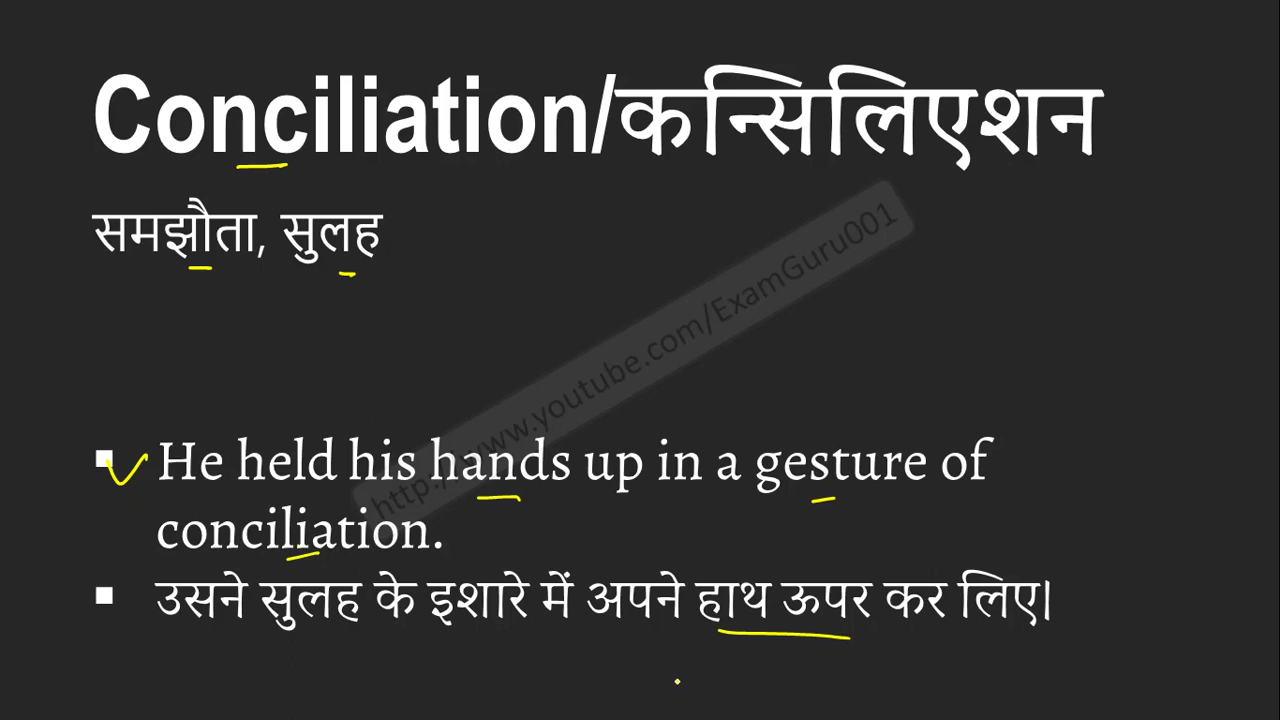 Conciliation/कन्सिलिएशन
समझौता, सुलह
http://www.youtube.com/ExamGuru001
▪ He held his hands up in a gesture of
conciliation.
▪ उसने सुलह के इशारे में अपने हाथ ऊपर कर लिए।